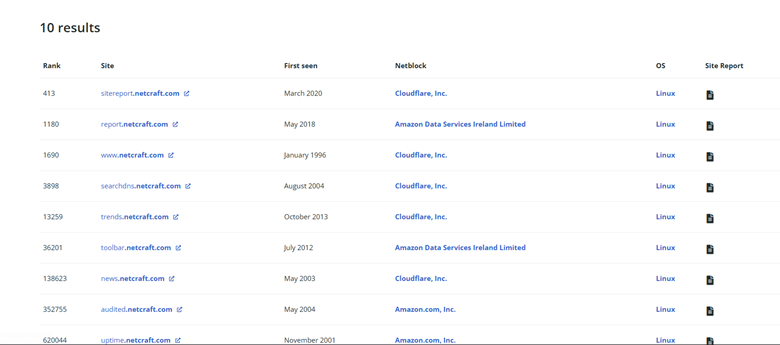 10 results
Rank Site First seen Netblock OS Site Report
413 sitereport.netcraft.com March 2020 Cloudflare, Inc. Linux
1180 report.netcraft.com May 2018 Amazon Data Services Ireland Limited Linux
1690 www.netcraft.com January 1996 Cloudflare, Inc. Linux
3898 searchdns.netcraft.com August 2004 Cloudflare, Inc. Linux
13259 trends.netcraft.com October 2013 Cloudflare, Inc. Linux
36201 toolbar.netcraft.com July 2012 Amazon Data Services Ireland Limited Linux
138623 news.netcraft.com May 2003 Cloudflare, Inc. Linux
352755 audited.netcraft.com May 2004 Amazon.com, Inc. Linux
620044 uptime.netcraft.com November 2001 Amazon.com, Inc. Linux